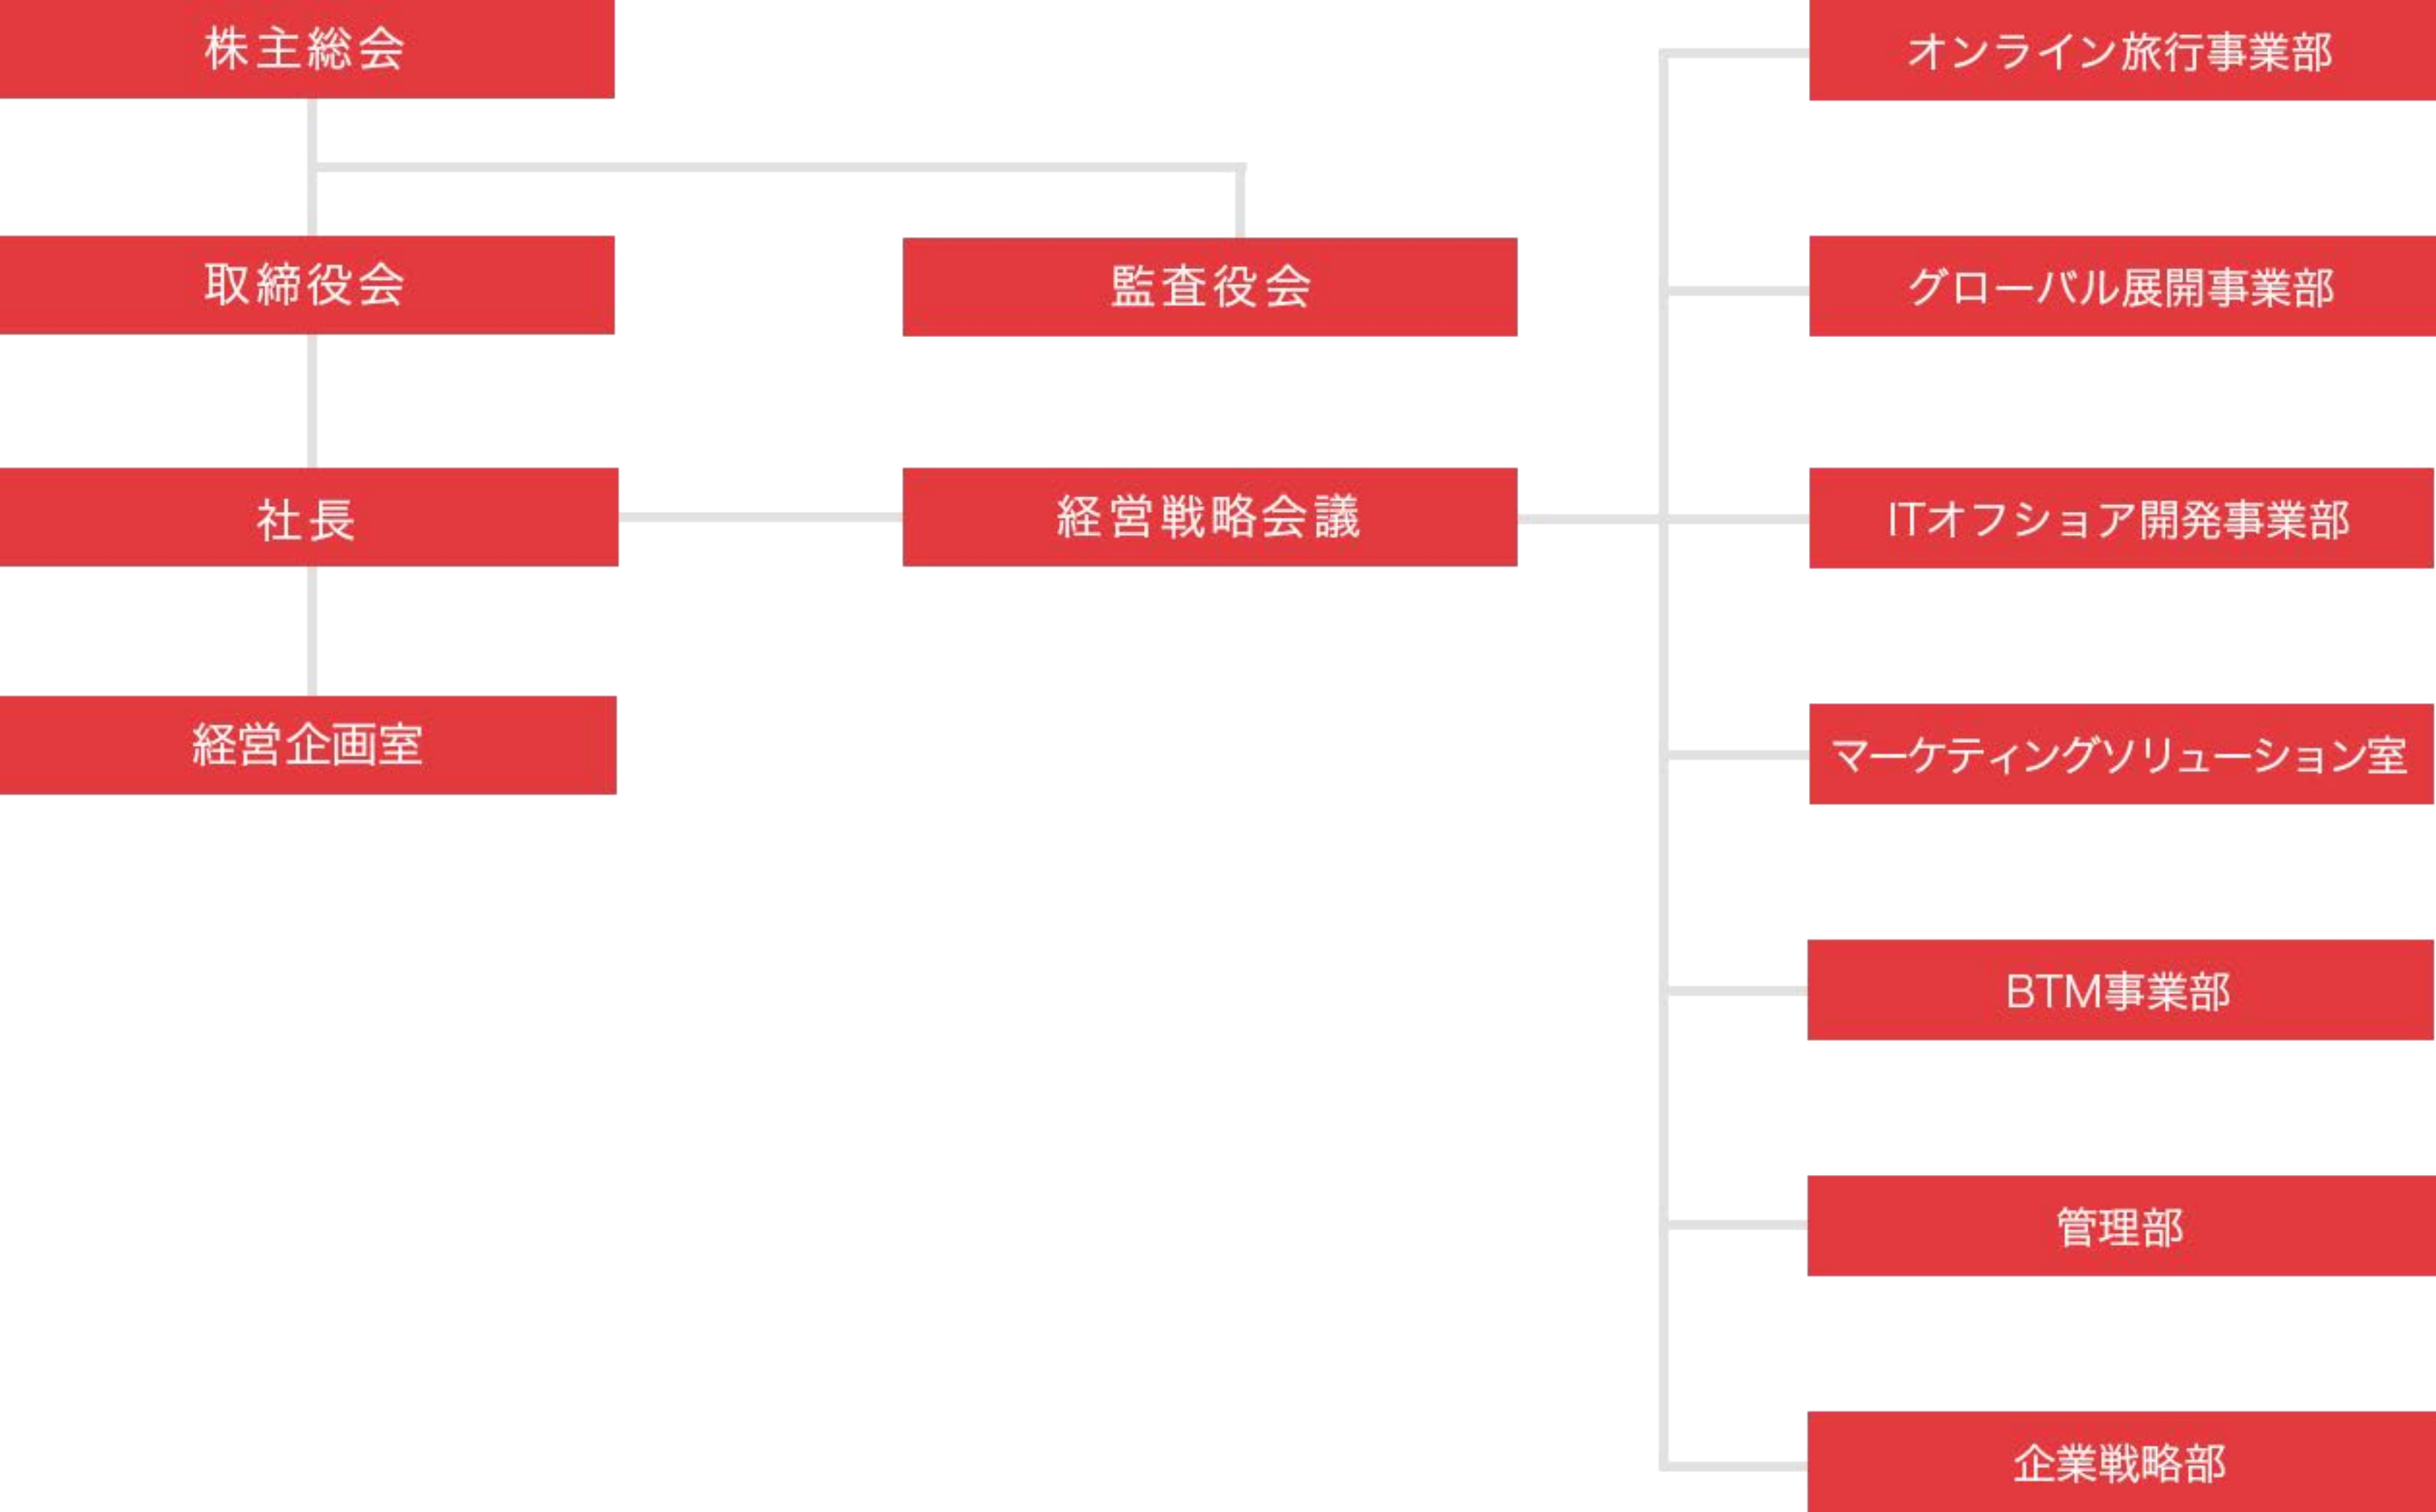 株主総会
取締役会
監査役会
社長
経営戦略会議
経営企画室
オンライン旅行事業部
グローバル展開事業部
ITオフショア開発事業部
マーケティングソリューション室
BTM事業部
管理部
企業戦略部